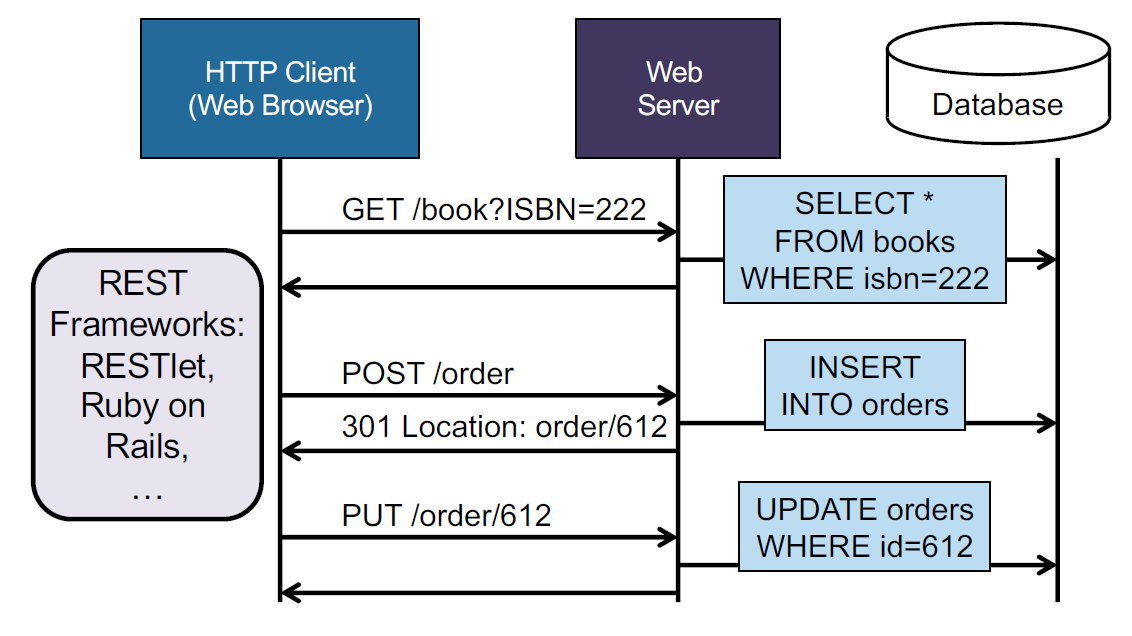 HTTP Client
(Web Browser)
Web
Server
Database
GET /book?ISBN=222
SELECT *
FROM books
WHERE isbn=222
REST
Frameworks:
RESTlet,
Ruby on
Rails,
…
POST /order
INSERT
INTO orders
301 Location: order/612
PUT /order/612
UPDATE orders
WHERE id=612